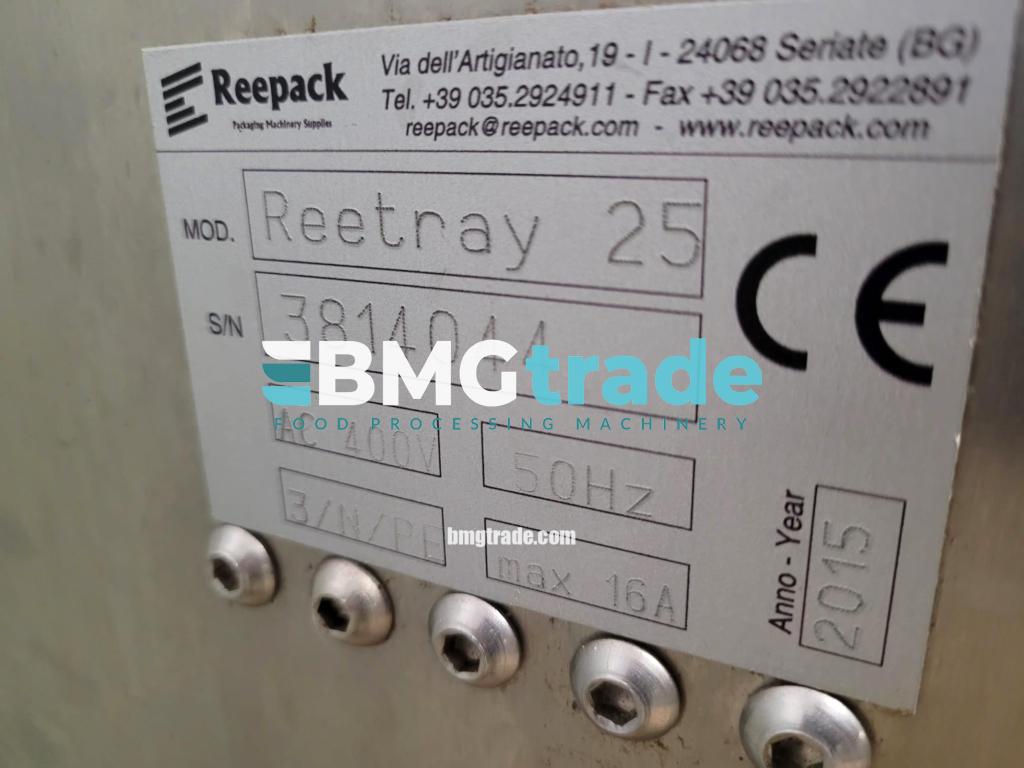 Reepack
Packaging Machinery Supplies
Via dell'Artigianato, 19 - I - 24068 Seriate (BG)
Tel. +39 035.2924911 - Fax +39 035.2922891
reepack@reepack.com - www.reepack.com
MOD. Reetray 25
S/N 3814044
CE
BMGtrade
FOOD PROCESSING MACHINERY
AC 400V
50Hz
3/N/PE
bmgtrade.com
max 16A
Anno - Year
2015